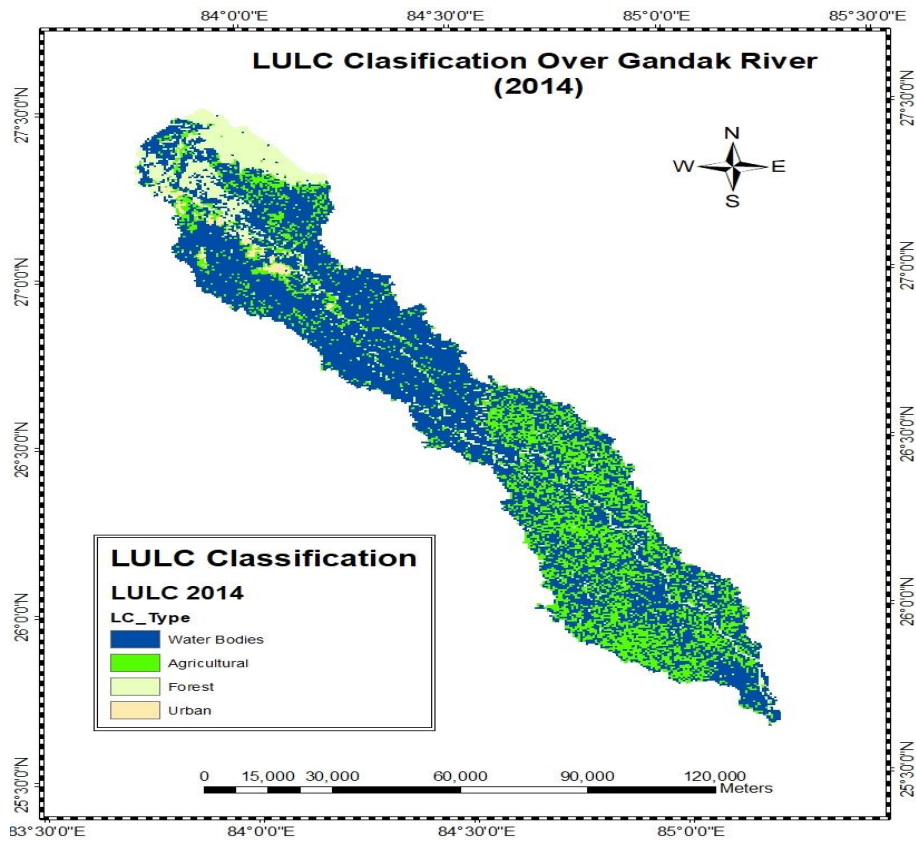 84°0'0"E 84°30'0"E 85°0'0"E 85°30'0"E
LULC Clasification Over Gandak River
(2014)
N
W E
S
27°30'0"N 27°30'0"N
27°0'0"N 27°0'0"N
26°30'0"N 26°30'0"N
26°0'0"N 26°0'0"N
25°30'0"N 25°30'0"N
LULC Classification
LULC 2014
LC_Type
Water Bodies
Agricultural
Forest
Urban
0 15,000 30,000 60,000 90,000 120,000
Meters
83°30'0"E 84°0'0"E 84°30'0"E 85°0'0"E